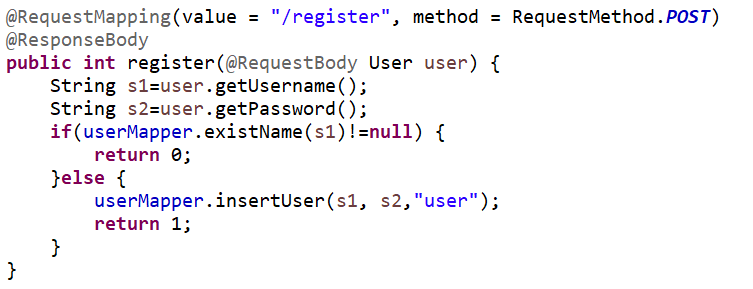 @RequestMapping(value = "/register", method = RequestMethod.POST)
@ResponseBody
public int register(@RequestBody User user) {
    String s1=user.getUsername();
    String s2=user.getPassword();
    if(userMapper.existName(s1)!=null) {
        return 0;
    }else {
        userMapper.insertUser(s1, s2,"user");
        return 1;
    }
}